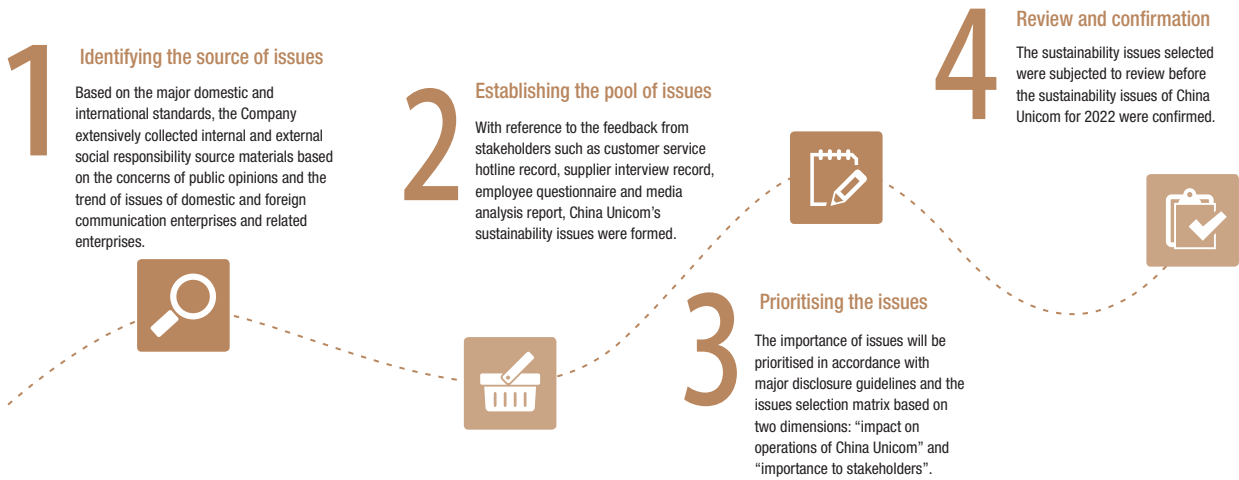 1
Identifying the source of issues
Based on the major domestic and
international standards, the Company
extensively collected internal and external
social responsibility source materials based
on the concerns of public opinions and the
trend of issues of domestic and foreign
communication enterprises and related
enterprises.
2
Establishing the pool of issues
With reference to the feedback from
stakeholders such as customer service
hotline record, supplier interview record,
employee questionnaire and media
analysis report, China Unicom’s
sustainability issues were formed.
3
Prioritising the issues
The importance of issues will be
prioritised in accordance with
major disclosure guidelines and the
issues selection matrix based on
two dimensions: “impact on
operations of China Unicom” and
“importance to stakeholders”.
4
Review and confirmation
The sustainability issues selected
were subjected to review before
the sustainability issues of China
Unicom for 2022 were confirmed.